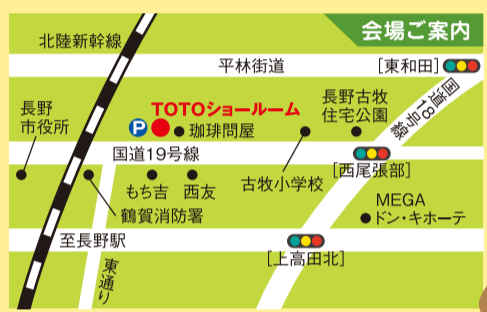 会場ご案内
北陸新幹線
平林街道
[東和田]
国道18号線
長野
市役所
TOTOショールーム
P
珈琲問屋
長野古牧
住宅公園
国道19号線
[西尾張部]
もち吉
西友
古牧小学校
鶴賀消防署
MEGA
ドン・キホーテ
至長野駅
[上高田北]
東通り